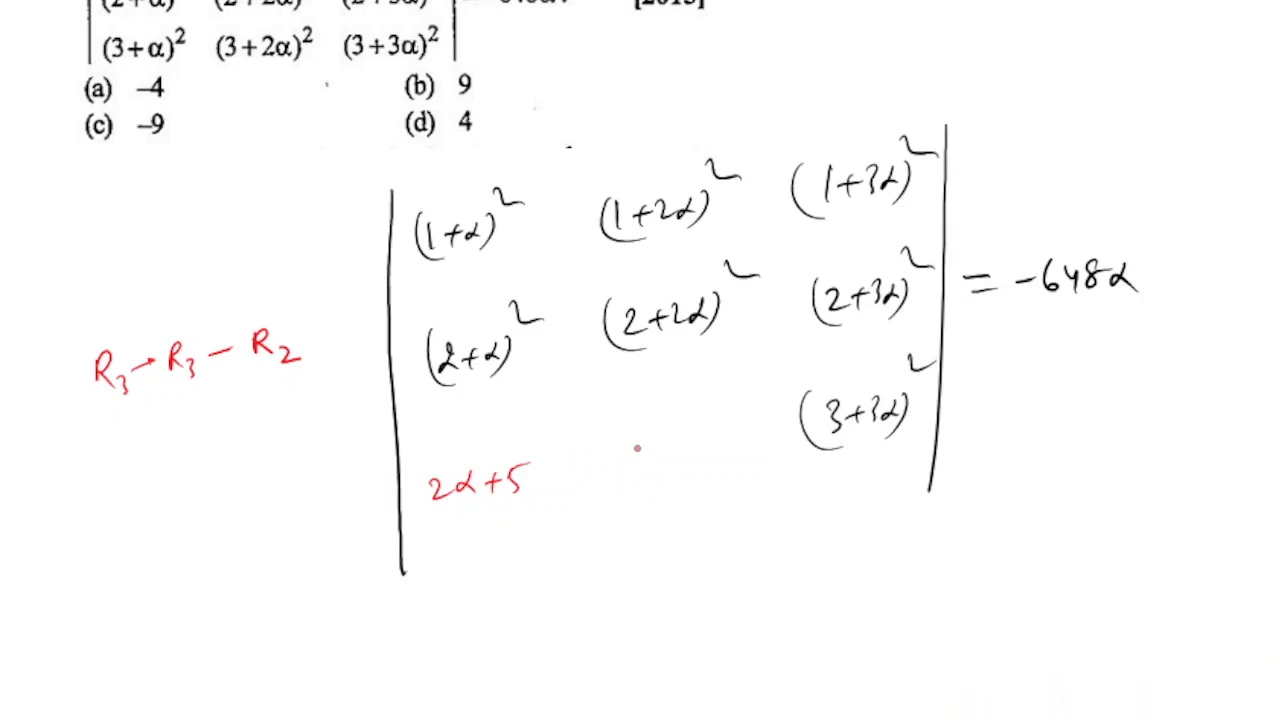 (3+α)² (3+2α)² (3+3α)²
(a) –4 (b) 9
(c) –9 (d) 4
(1+α)² (1+2α)² (1+3α)²
(2+α)² (2+2α)² (2+3α)² = -648α
R₃→R₃ – R₂
(3+3α)²
2α+5